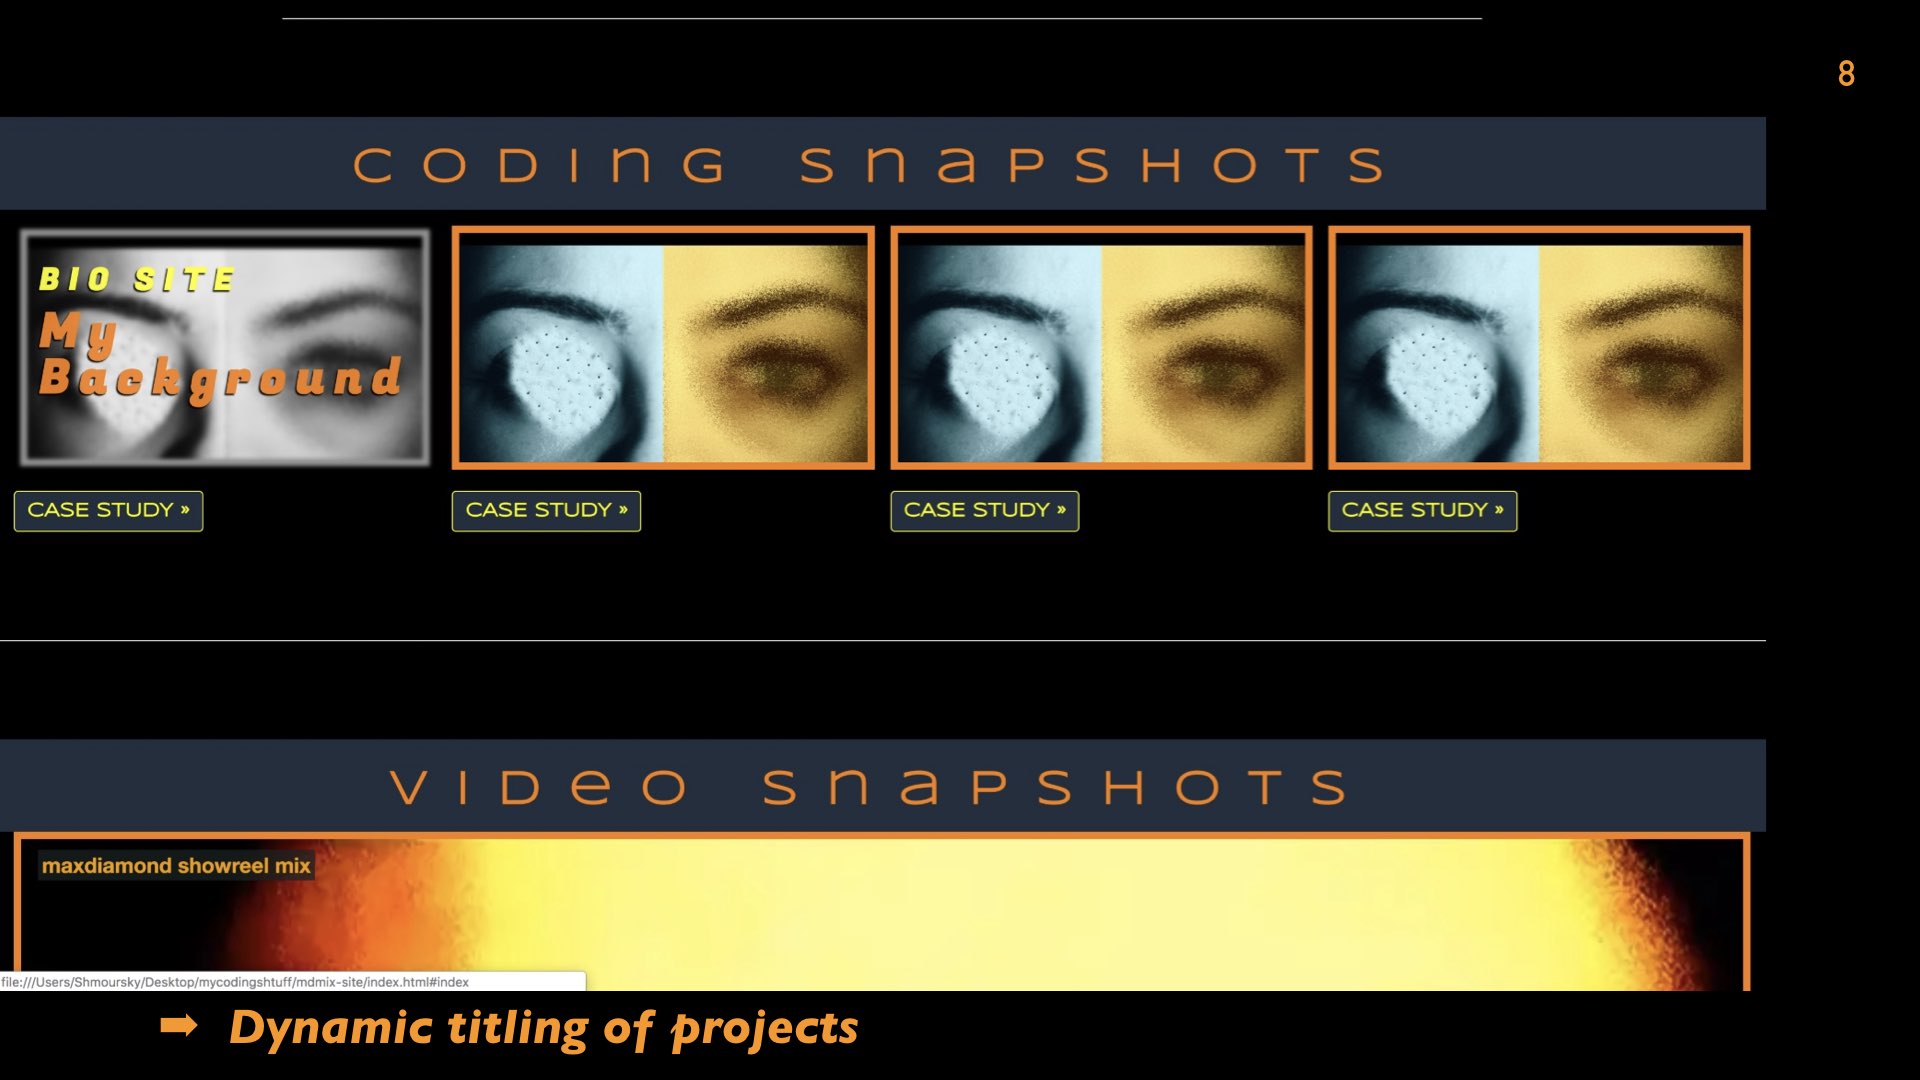 8
CODInG SnaPSHOTS
BIO SITE
My
Background
CASE STUDY »
CASE STUDY »
CASE STUDY »
CASE STUDY »
VIDeO SnaPSHOTS
maxdiamond showreel mix
file:///Users/Shmoursky/Desktop/mycodingshtuff/mdmix-site/index.html#index
➡ Dynamic titling of projects